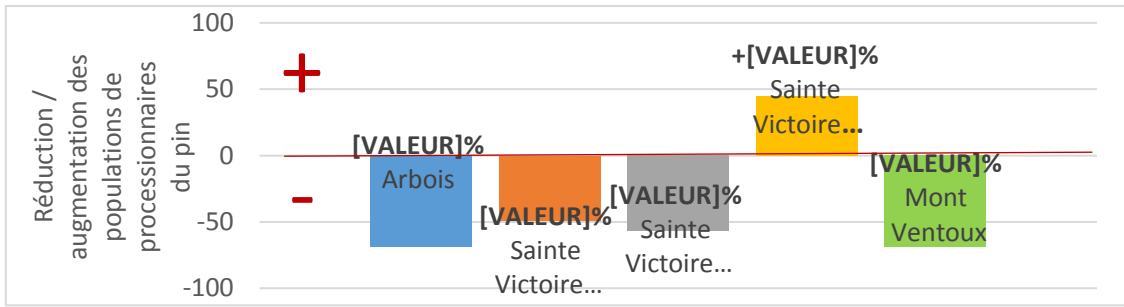 Réduction /
augmentation des
populations de
processionnaires
du pin
100
50
0
-50
-100
+
-
[VALEUR]%
Arbois
[VALEUR]%
Sainte
Victoire…
[VALEUR]%
Sainte
Victoire…
+[VALEUR]%
Sainte
Victoire…
[VALEUR]%
Mont
Ventoux